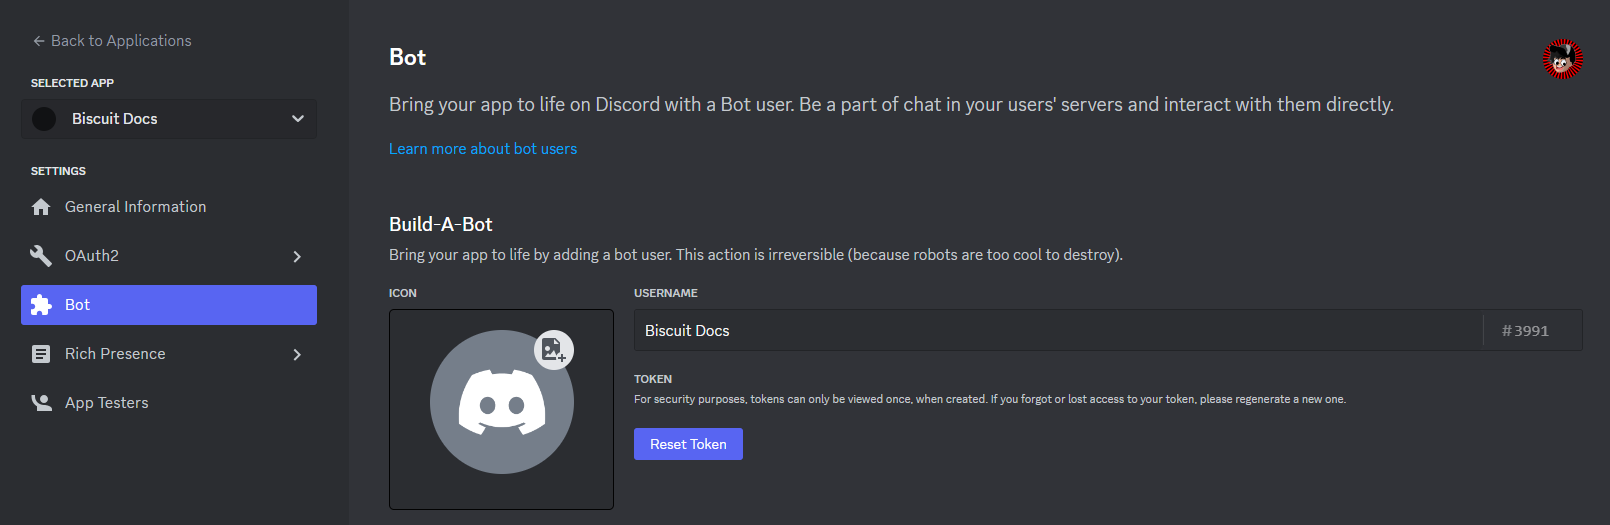 Back to Applications
SELECTED APP
Biscuit Docs
SETTINGS
General Information
OAuth2
Bot
Rich Presence
App Testers
Bot
Bring your app to life on Discord with a Bot user. Be a part of chat in your users' servers and interact with them directly.
Learn more about bot users
Build-A-Bot
Bring your app to life by adding a bot user. This action is irreversible (because robots are too cool to destroy).
ICON
USERNAME
Biscuit Docs
#3991
TOKEN
For security purposes, tokens can only be viewed once, when created. If you forgot or lost access to your token, please regenerate a new one.
Reset Token